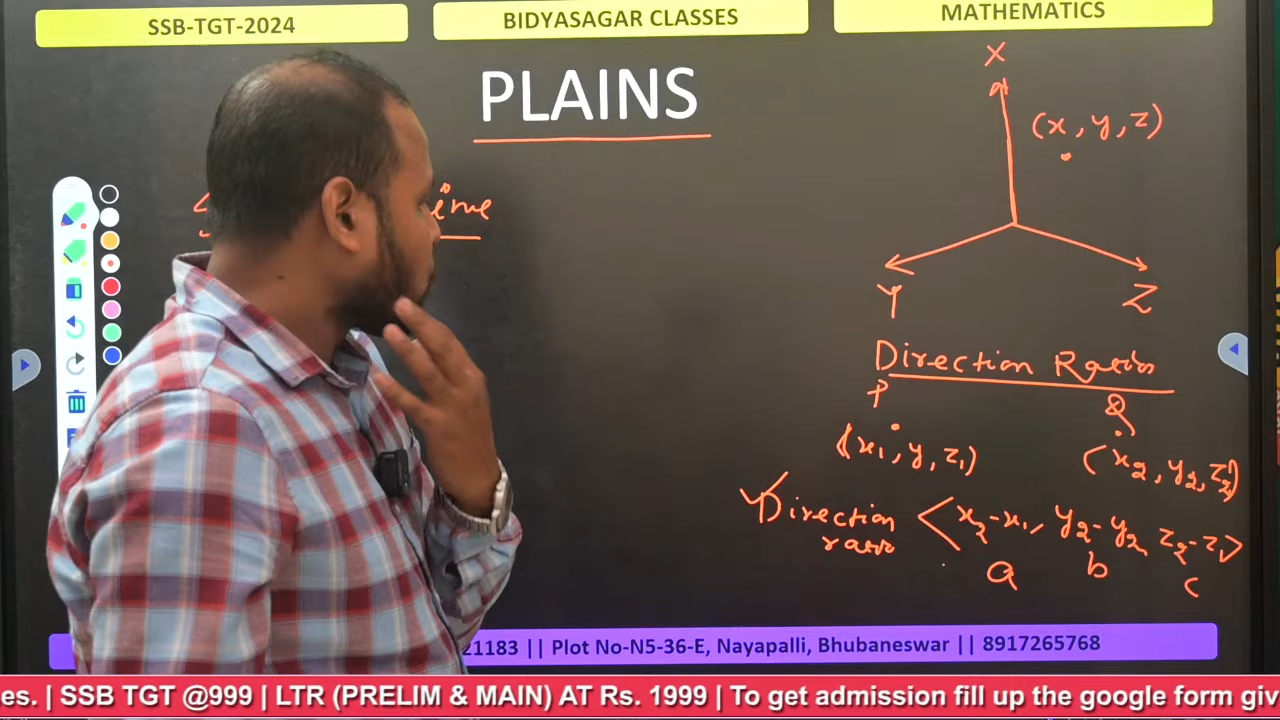 SSB-TGT-2024
BIDYASAGAR CLASSES
MATHEMATICS
PLAINS
X
(x, y, z)
Y
Z
Direction Ratio
P
Q
(x₁, y, z₁)
(x₂, y₂, z₂)
Direction ratio <x₂-x₁, y₂-y₂, z₂-z₁>
a b c
21183 || Plot No-N5-36-E, Nayapalli, Bhubaneswar || 8917265768
es. | SSB TGT @999 | LTR (PRELIM & MAIN) AT Rs. 1999 | To get admission fill up the google form giv